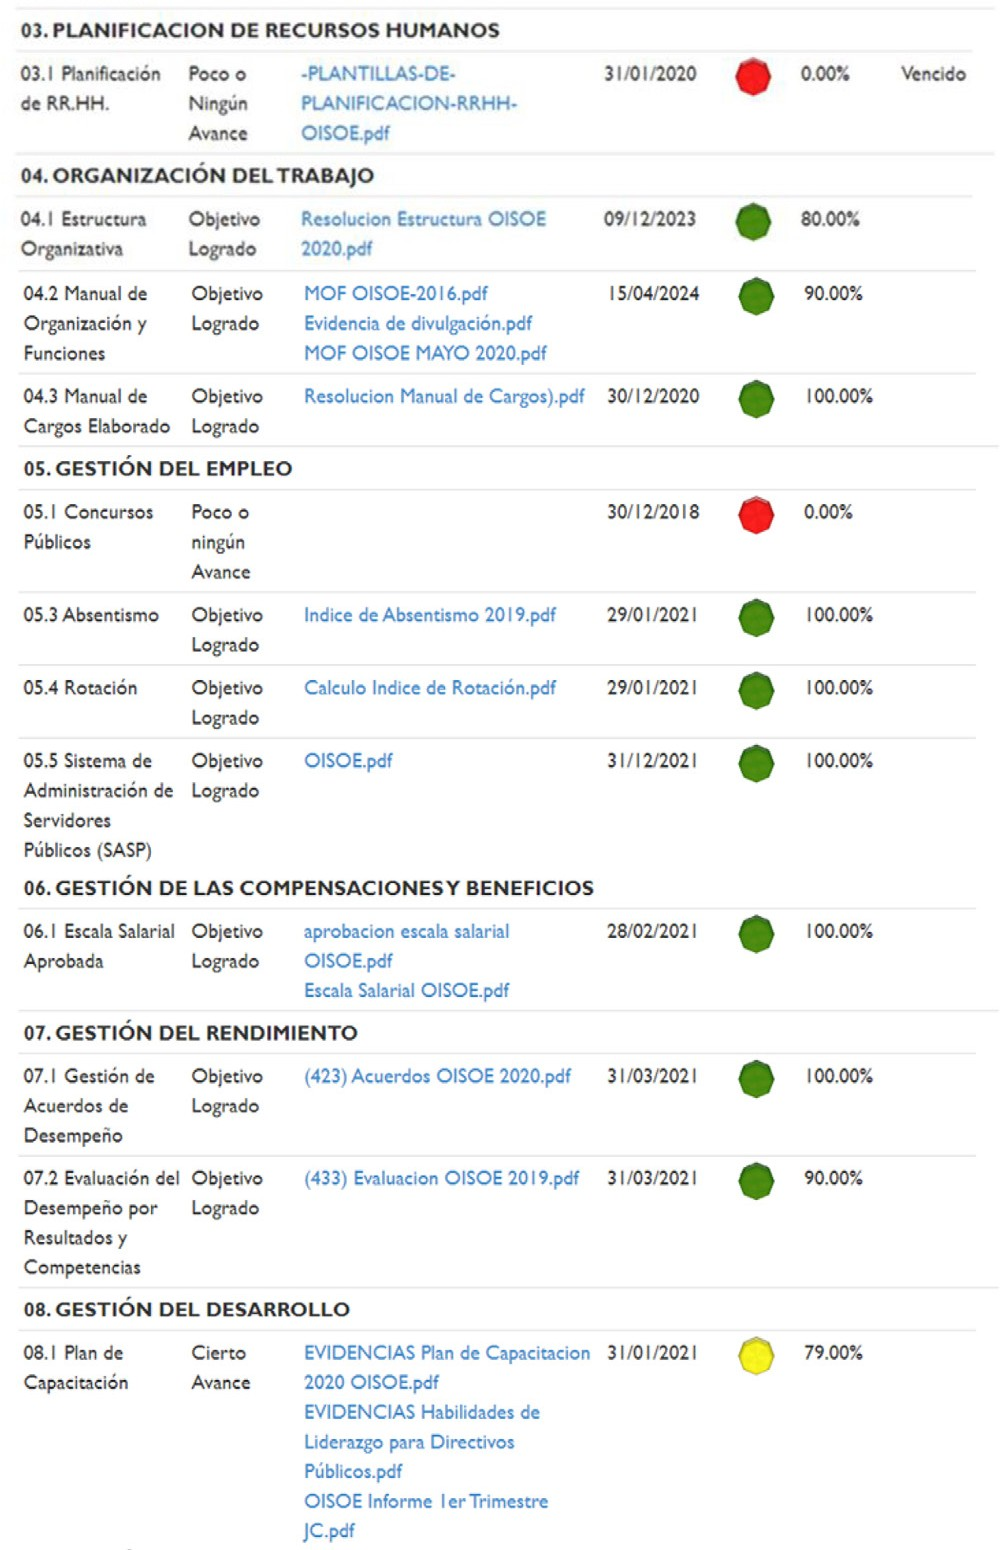 03. PLANIFICACION DE RECURSOS HUMANOS
03.1 Planificación Poco o -PLANTILLAS-DE- 31/01/2020 0.00% Vencido
de RR.HH. Ningún PLANIFICACION-RRHH-
Avance OISOE.pdf
04. ORGANIZACIÓN DEL TRABAJO
04.1 Estructura Objetivo Resolucion Estructura OISOE 09/12/2023 80.00%
Organizativa Logrado 2020.pdf
04.2 Manual de Objetivo MOF OISOE-2016.pdf 15/04/2024 90.00%
Organización y Logrado Evidencia de divulgación.pdf
Funciones MOF OISOE MAYO 2020.pdf
04.3 Manual de Objetivo Resolucion Manual de Cargos).pdf 30/12/2020 100.00%
Cargos Elaborado Logrado
05. GESTIÓN DEL EMPLEO
05.1 Concursos Poco o 30/12/2018 0.00%
Públicos ningún
Avance
05.3 Absentismo Objetivo Indice de Absentismo 2019.pdf 29/01/2021 100.00%
Logrado
05.4 Rotación Objetivo Calculo Indice de Rotación.pdf 29/01/2021 100.00%
Logrado
05.5 Sistema de Objetivo OISOE.pdf 31/12/2021 100.00%
Administración de Logrado
Servidores
Públicos (SASP)
06. GESTIÓN DE LAS COMPENSACIONES Y BENEFICIOS
06.1 Escala Salarial Objetivo aprobacion escala salarial 28/02/2021 100.00%
Aprobada Logrado OISOE.pdf
Escala Salarial OISOE.pdf
07. GESTIÓN DEL RENDIMIENTO
07.1 Gestión de Objetivo (423) Acuerdos OISOE 2020.pdf 31/03/2021 100.00%
Acuerdos de Logrado
Desempeño
07.2 Evaluación del Objetivo (433) Evaluacion OISOE 2019.pdf 31/03/2021 90.00%
Desempeño por Logrado
Resultados y
Competencias
08. GESTIÓN DEL DESARROLLO
08.1 Plan de Cierto EVIDENCIAS Plan de Capacitacion 31/01/2021 79.00%
Capacitación Avance 2020 OISOE.pdf
EVIDENCIAS Habilidades de
Liderazgo para Directivos
Públicos.pdf
OISOE Informe 1er Trimestre
JC.pdf